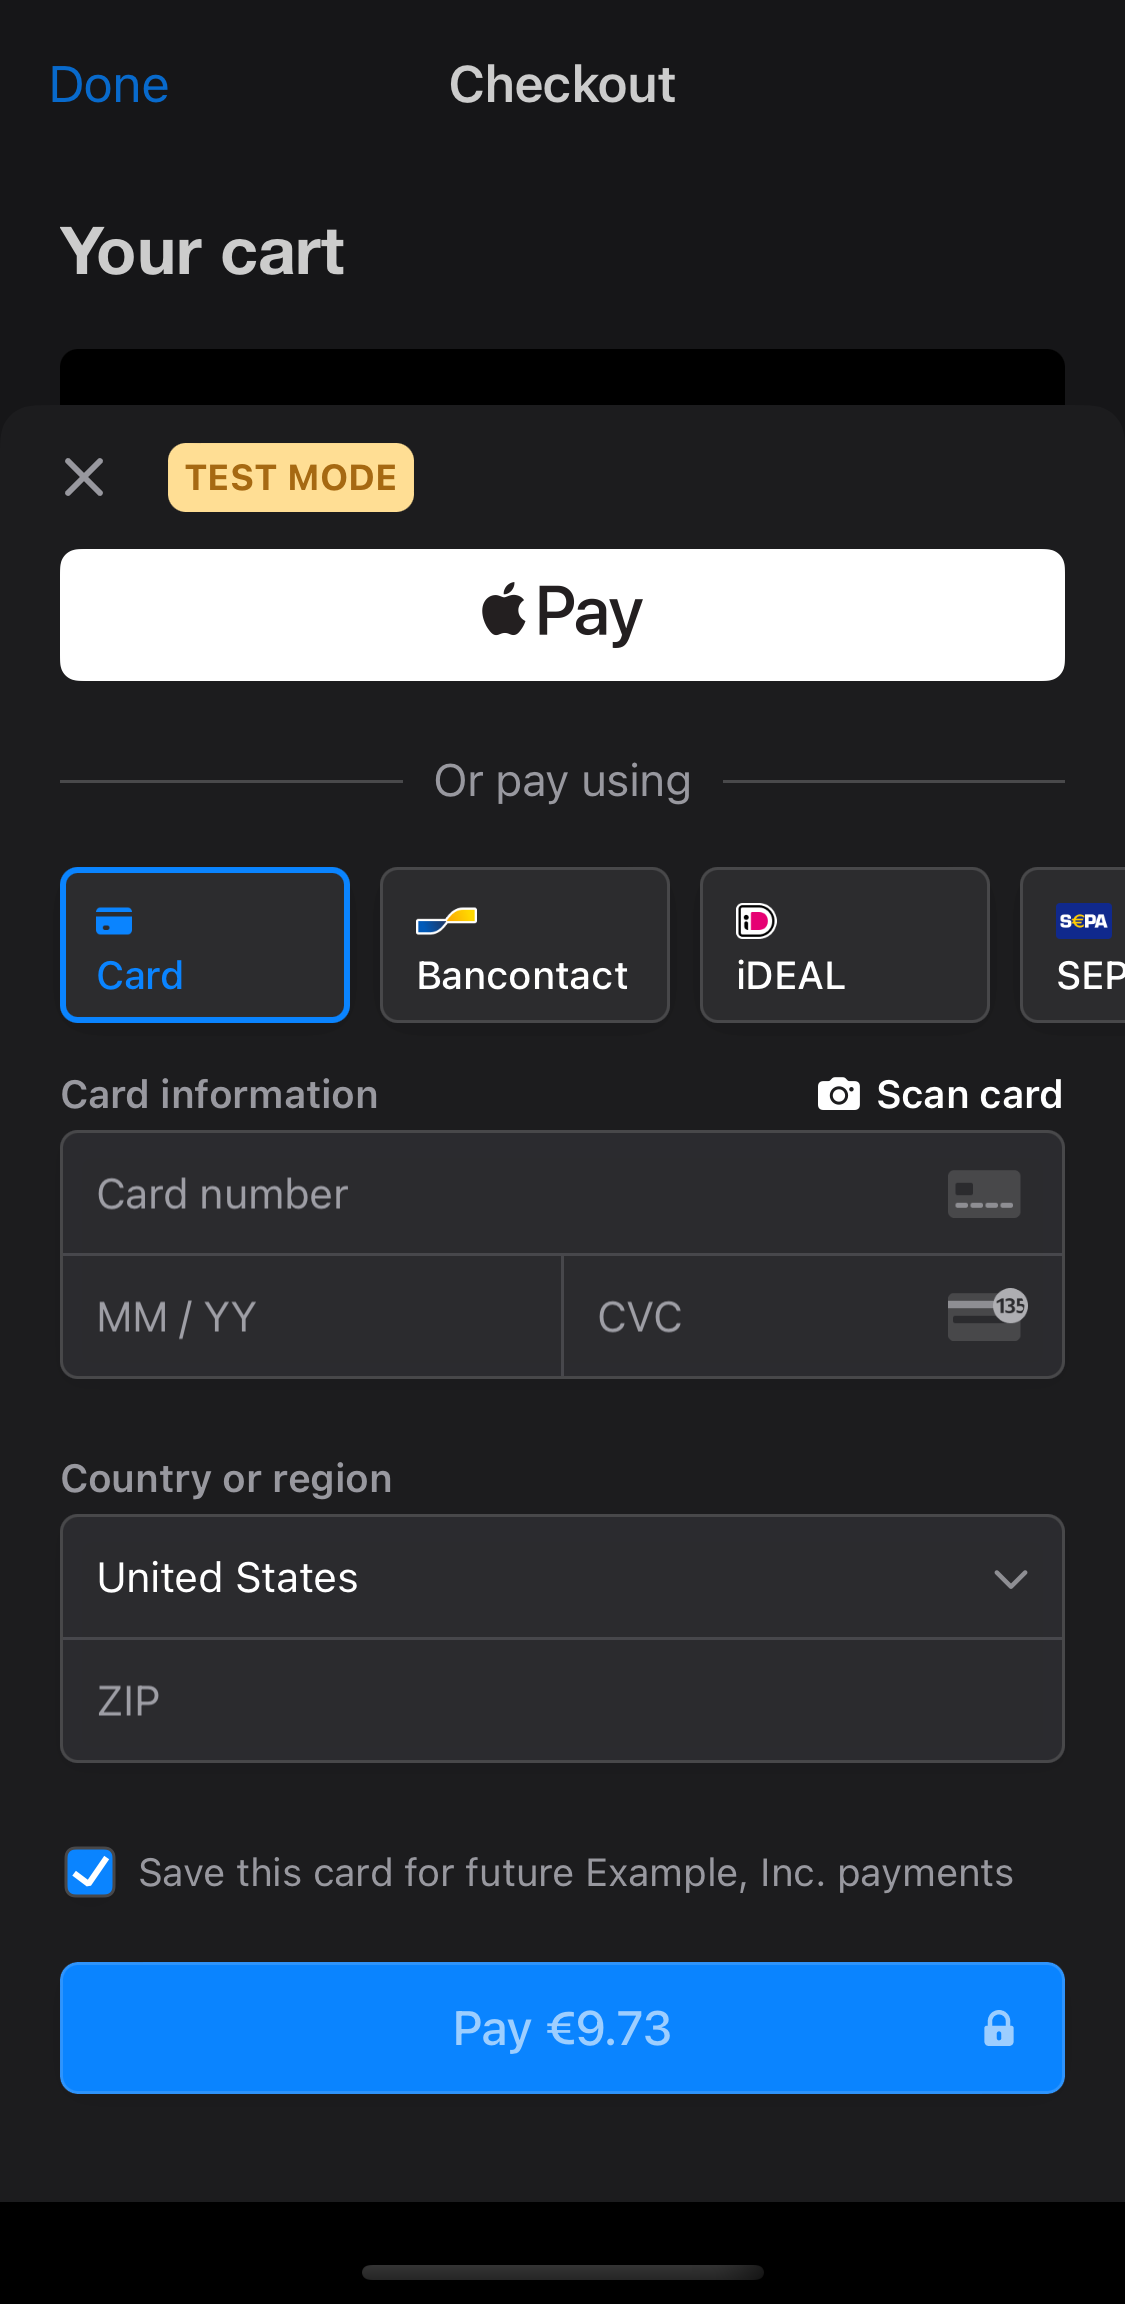 Done
Checkout
Your cart
TEST MODE
Pay
Or pay using
Card
Bancontact
iD
iDEAL
S€PA
SEP
Card information
Scan card
Card number
MM / YY
CVC
135
Country or region
United States
ZIP
Save this card for future Example, Inc. payments
Pay €9.73